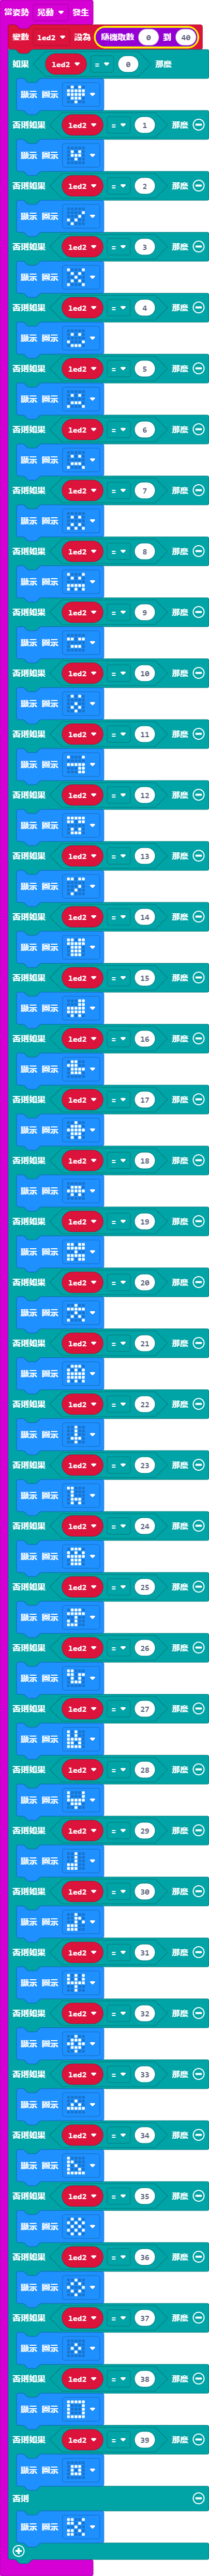 當姿勢 晃動 發生
變數 led2 設為 隨機取數 0 到 40
如果 led2 = 0 那麼
顯示 圖示
否則如果 led2 = 1 那麼
顯示 圖示
否則如果 led2 = 2 那麼
顯示 圖示
否則如果 led2 = 3 那麼
顯示 圖示
否則如果 led2 = 4 那麼
顯示 圖示
否則如果 led2 = 5 那麼
顯示 圖示
否則如果 led2 = 6 那麼
顯示 圖示
否則如果 led2 = 7 那麼
顯示 圖示
否則如果 led2 = 8 那麼
顯示 圖示
否則如果 led2 = 9 那麼
顯示 圖示
否則如果 led2 = 10 那麼
顯示 圖示
否則如果 led2 = 11 那麼
顯示 圖示
否則如果 led2 = 12 那麼
顯示 圖示
否則如果 led2 = 13 那麼
顯示 圖示
否則如果 led2 = 14 那麼
顯示 圖示
否則如果 led2 = 15 那麼
顯示 圖示
否則如果 led2 = 16 那麼
顯示 圖示
否則如果 led2 = 17 那麼
顯示 圖示
否則如果 led2 = 18 那麼
顯示 圖示
否則如果 led2 = 19 那麼
顯示 圖示
否則如果 led2 = 20 那麼
顯示 圖示
否則如果 led2 = 21 那麼
顯示 圖示
否則如果 led2 = 22 那麼
顯示 圖示
否則如果 led2 = 23 那麼
顯示 圖示
否則如果 led2 = 24 那麼
顯示 圖示
否則如果 led2 = 25 那麼
顯示 圖示
否則如果 led2 = 26 那麼
顯示 圖示
否則如果 led2 = 27 那麼
顯示 圖示
否則如果 led2 = 28 那麼
顯示 圖示
否則如果 led2 = 29 那麼
顯示 圖示
否則如果 led2 = 30 那麼
顯示 圖示
否則如果 led2 = 31 那麼
顯示 圖示
否則如果 led2 = 32 那麼
顯示 圖示
否則如果 led2 = 33 那麼
顯示 圖示
否則如果 led2 = 34 那麼
顯示 圖示
否則如果 led2 = 35 那麼
顯示 圖示
否則如果 led2 = 36 那麼
顯示 圖示
否則如果 led2 = 37 那麼
顯示 圖示
否則如果 led2 = 38 那麼
顯示 圖示
否則如果 led2 = 39 那麼
顯示 圖示
否則
顯示 圖示